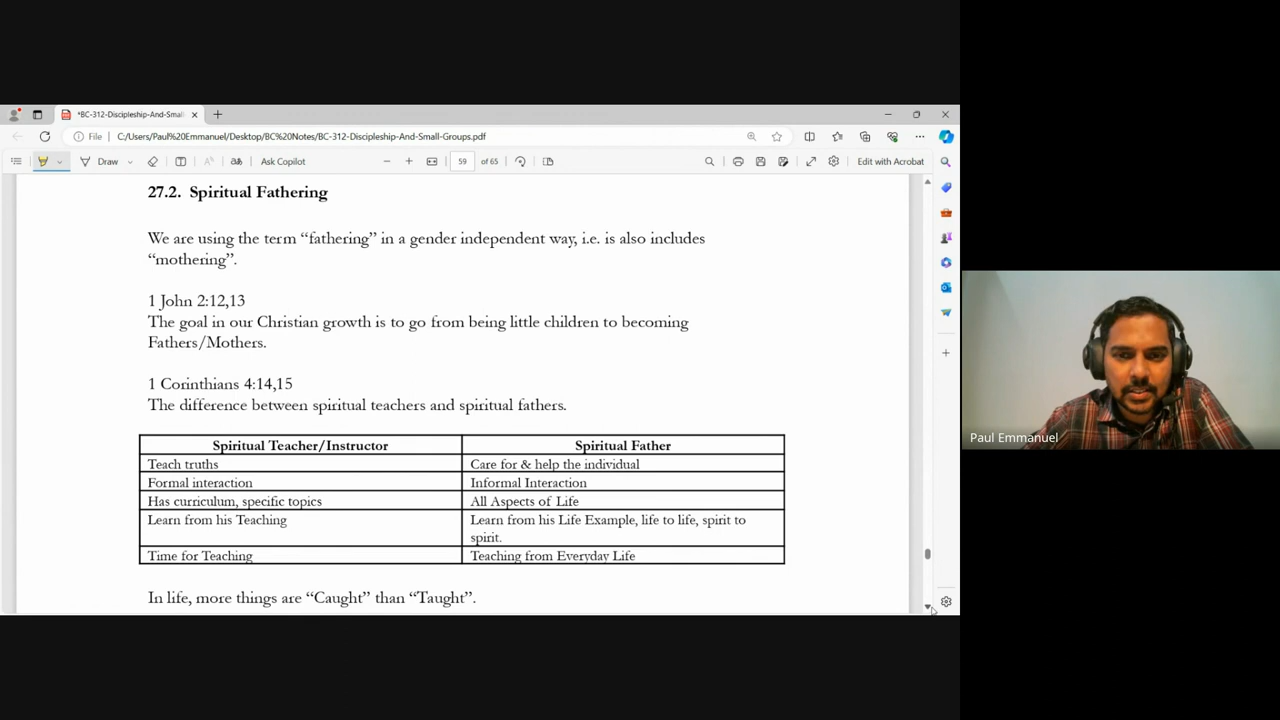 *BC-312-Discipleship-And-Smal
File C:/Users/Paul%20Emmanuel/Desktop/BC%20Notes/BC-312-Discipleship-And-Small-Groups.pdf
Draw Ask Copilot 59 of 65 Edit with Acrobat
27.2. Spiritual Fathering
We are using the term “fathering” in a gender independent way, i.e. is also includes
“mothering”.
1 John 2:12,13
The goal in our Christian growth is to go from being little children to becoming
Fathers/Mothers.
1 Corinthians 4:14,15
The difference between spiritual teachers and spiritual fathers.
Spiritual Teacher/Instructor Spiritual Father
Teach truths Care for & help the individual
Formal interaction Informal Interaction
Has curriculum, specific topics All Aspects of Life
Learn from his Teaching Learn from his Life Example, life to life, spirit to
spirit.
Time for Teaching Teaching from Everyday Life
In life, more things are “Caught” than “Taught”.
Paul Emmanuel